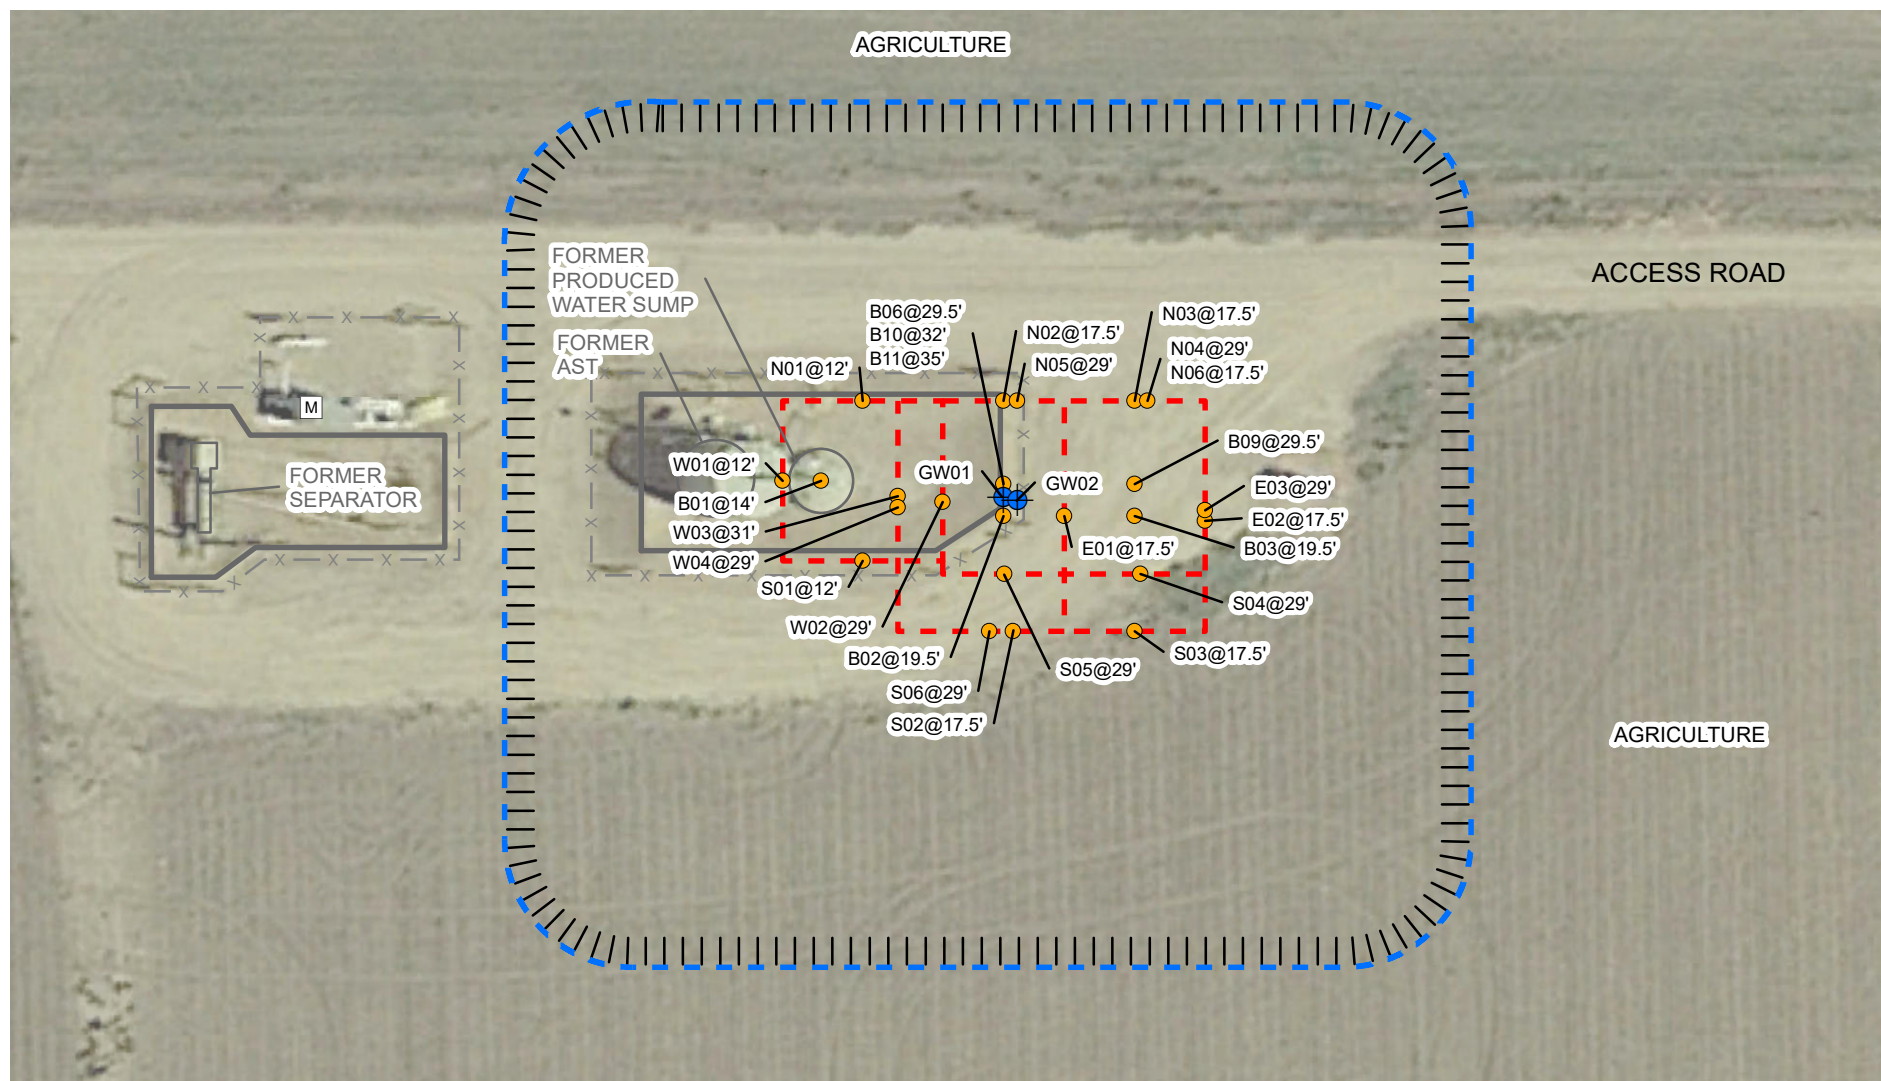 AGRICULTURE
FORMER
PRODUCED
WATER SUMP
ACCESS ROAD
FORMER
AST
B06@29.5'
B10@32'
B11@35'
N02@17.5'
N05@29'
N03@17.5'
N04@29'
N06@17.5'
N01@12'
M
B09@29.5'
W01@12'
GW01
GW02
FORMER
SEPARATOR
B01@14'
E03@29'
E02@17.5'
W03@31'
E01@17.5'
B03@19.5'
W04@29'
S01@12'
S04@29'
W02@29'
B02@19.5'
S05@29'
S03@17.5'
S06@29'
S02@17.5'
AGRICULTURE